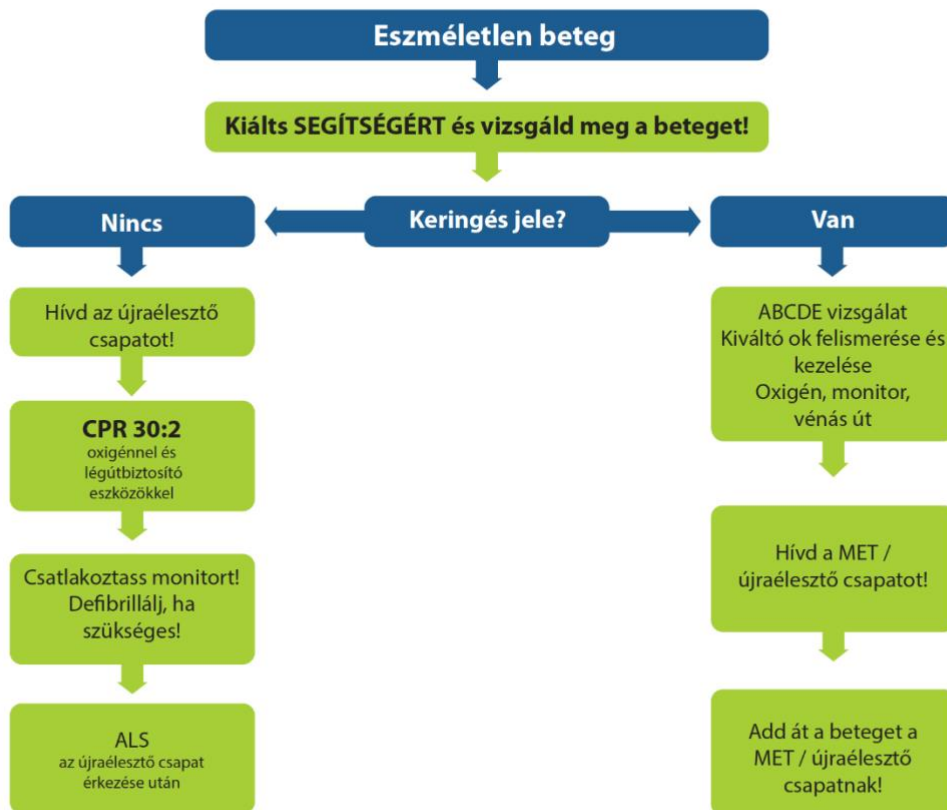 Eszméletlen beteg
Kiálts SEGÍTSÉGÉRT és vizsgáld meg a beteget!
Nincs
Keringés jele?
Van
Hívd az újraélesztő
csapatot!
CPR 30:2
oxigénnel és
légútbiztosító
eszközökkel
Csatlakoztass monitort!
Defibrillálj, ha
szükséges!
ALS
az újraélesztő csapat
érkezése után
ABCDE vizsgálat
Kiváltó ok felismerése és
kezelése
Oxigén, monitor,
vénás út
Hívd a MET /
újraélesztő csapatot!
Add át a beteget a
MET / újraélesztő
csapatnak!